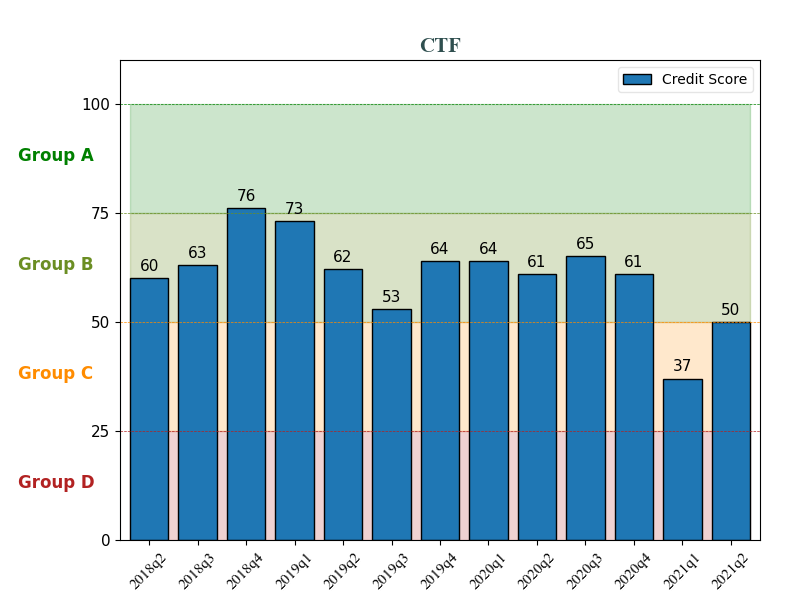 CTF
Credit Score
100
75
50
25
0
Group A
Group B
Group C
Group D
60
63
76
73
62
53
64
64
61
65
61
37
50
2018q2
2018q3
2018q4
2019q1
2019q2
2019q3
2019q4
2020q1
2020q2
2020q3
2020q4
2021q1
2021q2